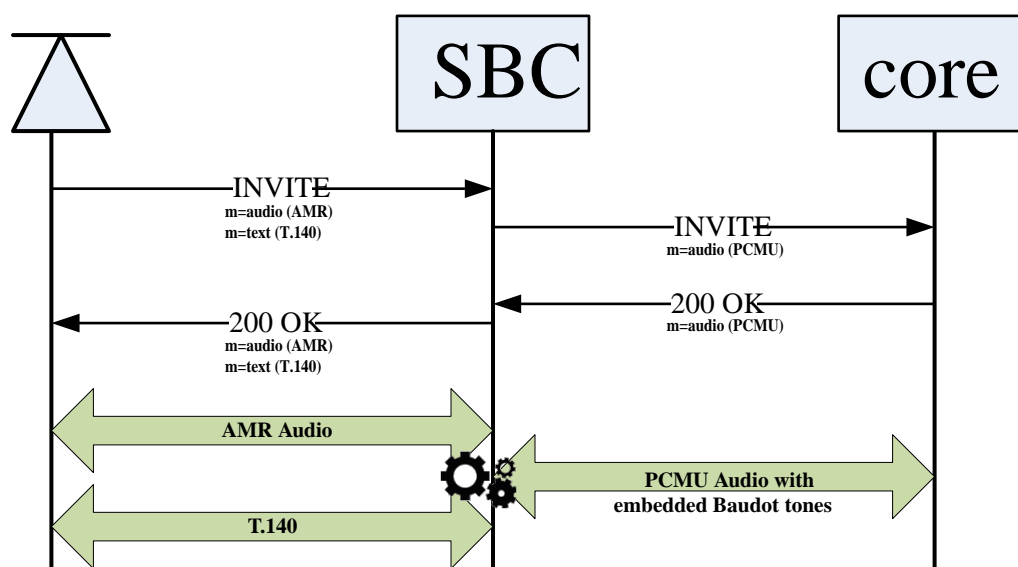 SBC
core
INVITE
m=audio (AMR)
m=text (T.140)
INVITE
m=audio (PCMU)
200 OK
m=audio (PCMU)
200 OK
m=audio (AMR)
m=text (T.140)
AMR Audio
PCMU Audio with
embedded Baudot tones
T.140